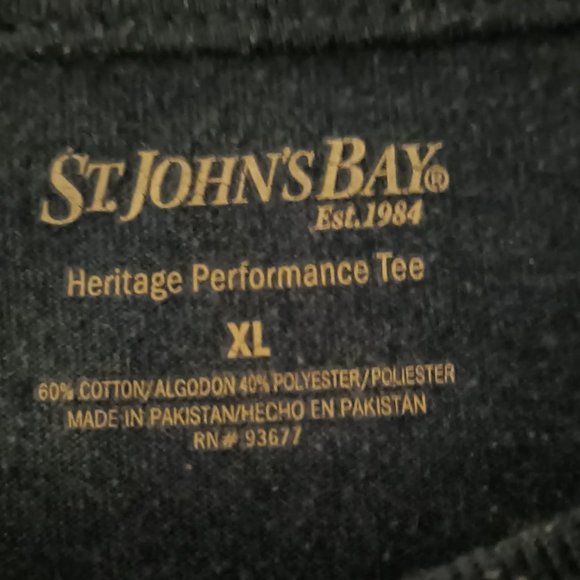 ST. JOHN'S BAY®
Est. 1984
Heritage Performance Tee
XL
60% COTTON/ALGODON 40% POLYESTER/POLIESTER
MADE IN PAKISTAN/HECHO EN PAKISTAN
RN# 93677